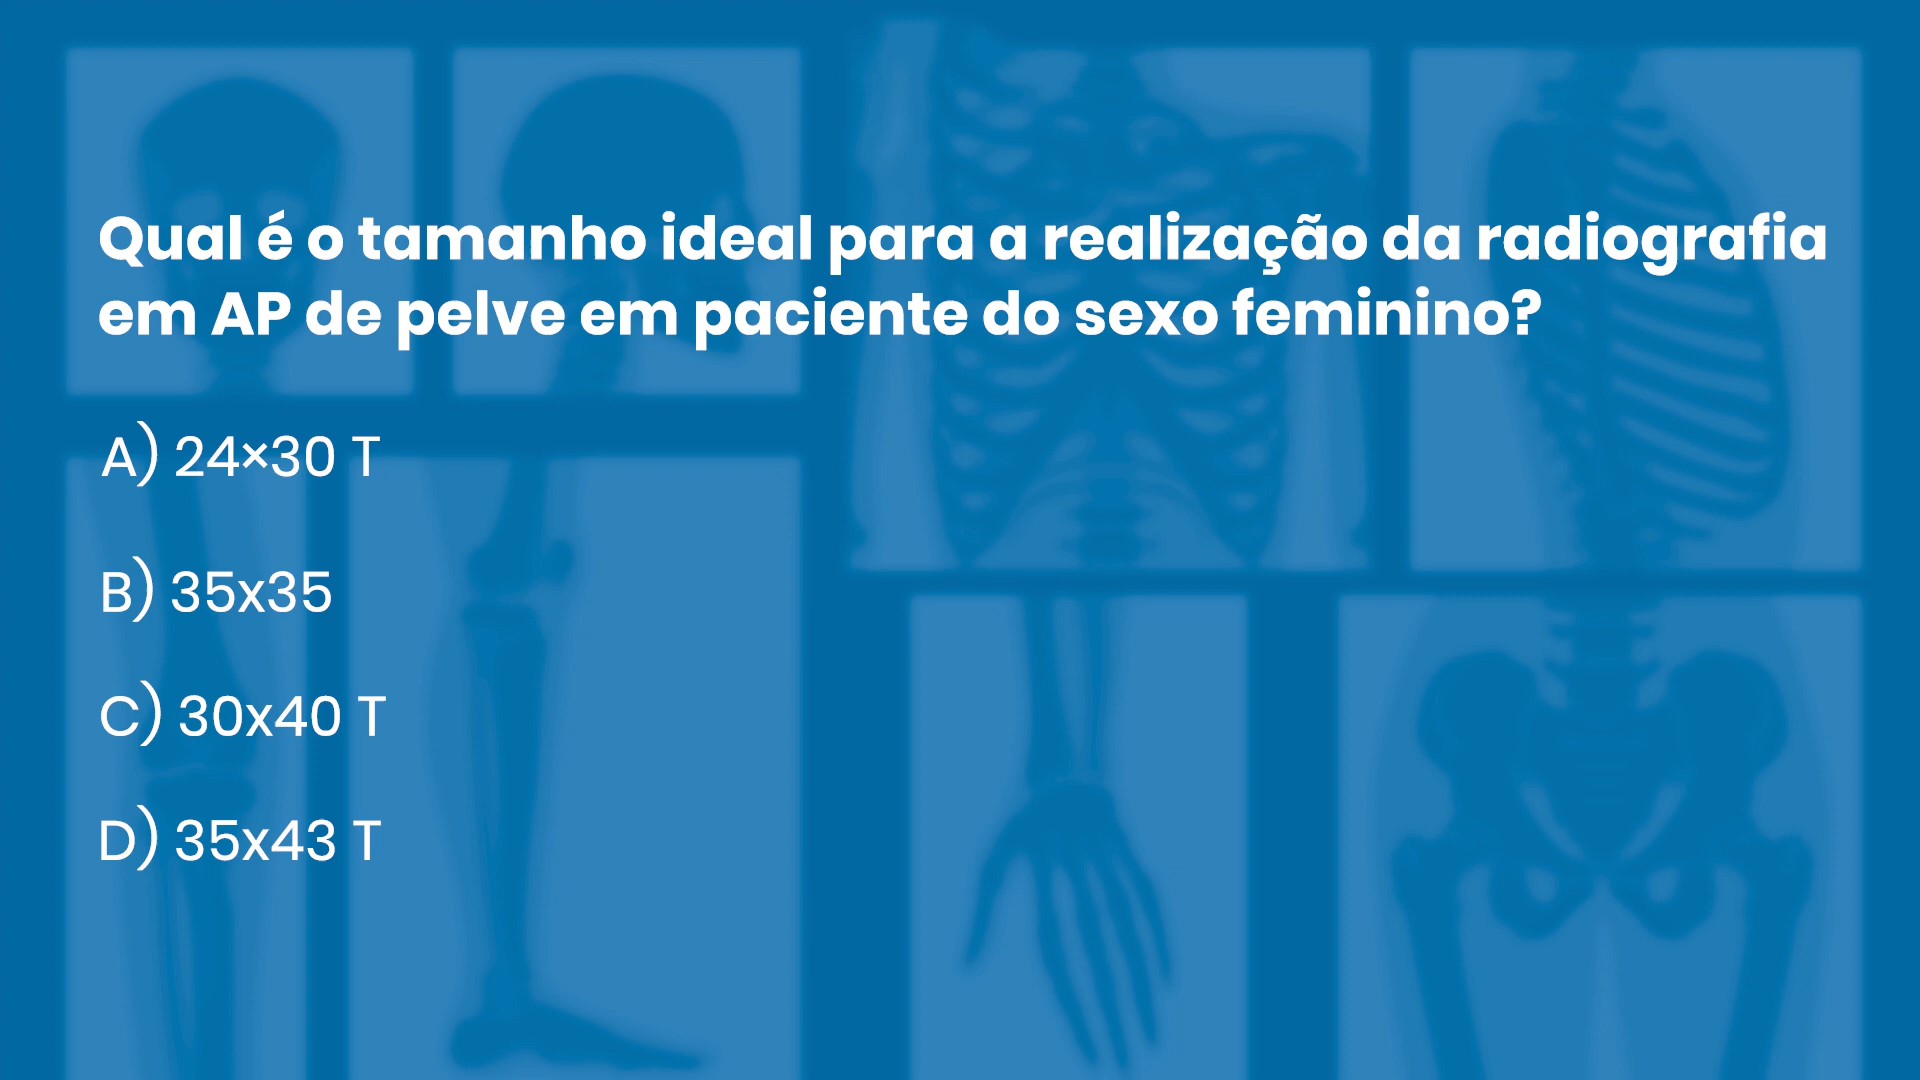 Qual é o tamanho ideal para a realização da radiografia
em AP de pelve em paciente do sexo feminino?
A) 24×30 T
B) 35x35
C) 30x40 T
D) 35x43 T